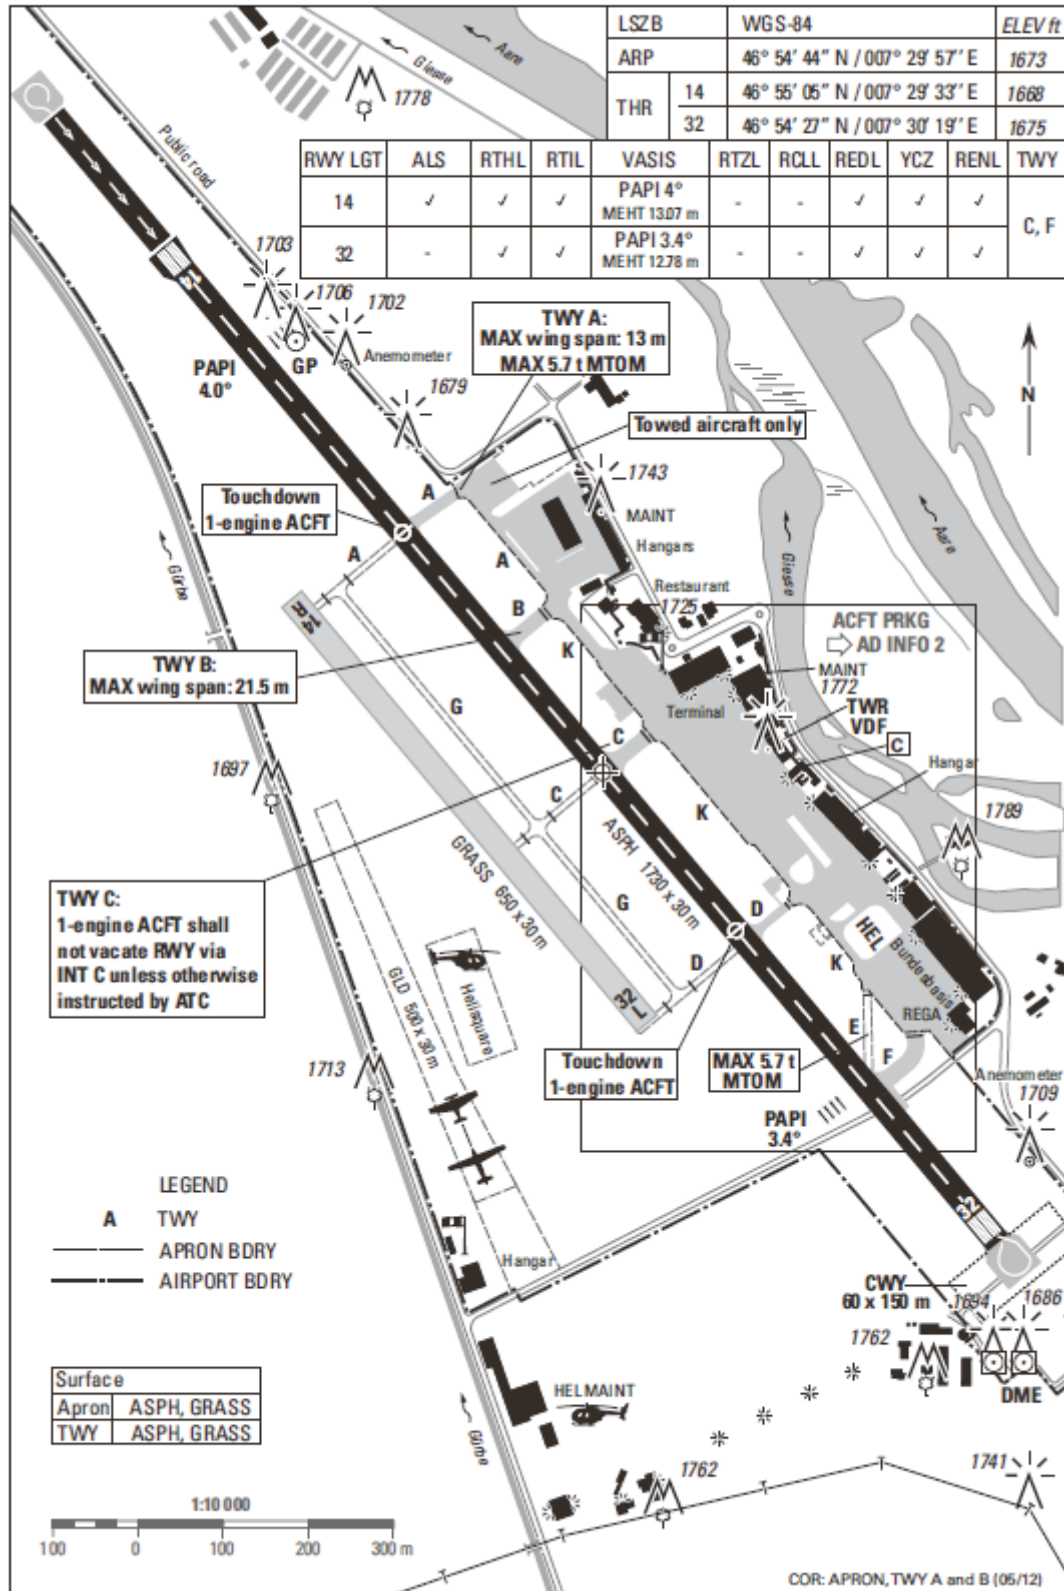 LSZB WGS-84 ELEV ft
ARP 46° 54' 44" N / 007° 29' 57" E 1673
THR 14 46° 55' 05" N / 007° 29' 33" E 1668
32 46° 54' 27" N / 007° 30' 19" E 1675
RWY LGT ALS RTHL RTIL VASIS RTZL RCLL REDL YCZ RENL TWY
14 ✓ ✓ ✓ PAPI 4° - - ✓ ✓ ✓ C, F
MEHT 13.07 m
32 - ✓ ✓ PAPI 3.4° - - ✓ ✓ ✓
MEHT 12.78 m
Aare
Giesse
1778
Public road
1703
1706
1702
GP
Anemometer
PAPI
4.0°
1679
TWY A:
MAX wing span: 13 m
MAX 5.7 t MTOM
Towed aircraft only
N
1743
MAINT
Hangars
Touchdown
1-engine ACFT
A
A
A
Gürbe
Giesse
Aare
Restaurant
1725
B
K
TWY B:
MAX wing span: 21.5 m
ACFT PRKG
AD INFO 2
MAINT
1772
TWR
VDF
C
Terminal
Hangar
G
C
C
1697
K
ASPH 1730 x 30 m
GRASS 650 x 30 m
1789
TWY C:
1-engine ACFT shall
not vacate RWY via
INT C unless otherwise
instructed by ATC
G
D
D
HEL
K
Bundesbasis
REGA
GLD 500 x 30 m
Helisquare
32
L
E
F
1713
Touchdown
1-engine ACFT
MAX 5.7 t
MTOM
PAPI
3.4°
Anemometer
1709
32
LEGEND
A TWY
APRON BDRY
AIRPORT BDRY
Hangar
CWY
60 x 150 m
1694
1686
1762
DME
Surface
Apron ASPH, GRASS
TWY ASPH, GRASS
HEL MAINT
Gürbe
1762
1741
1:10 000
100 0 100 200 300 m
COR: APRON, TWY A and B (05/12)